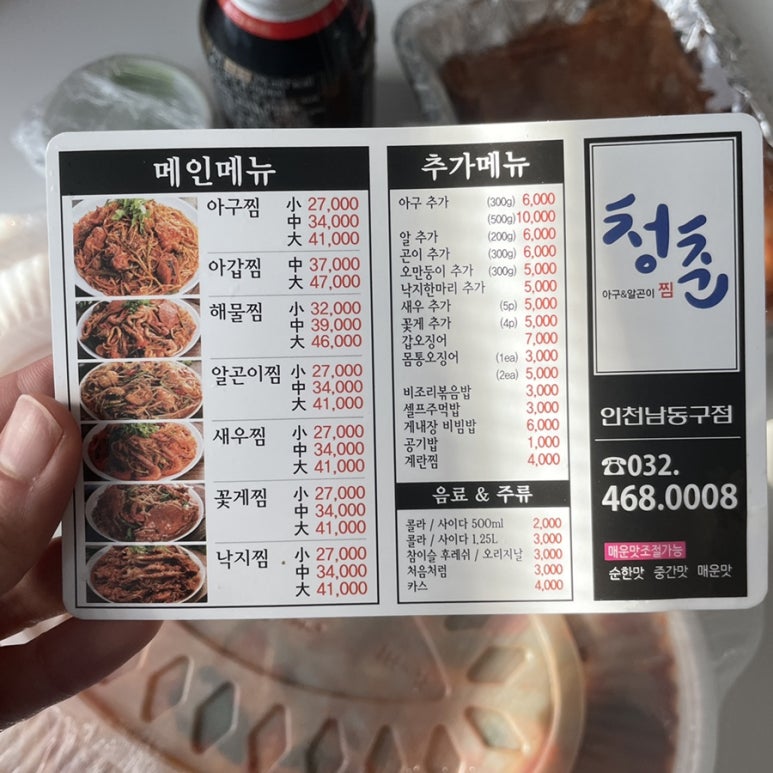 메인메뉴
아구찜 小 27,000
中 34,000
大 41,000
아갑찜 中 37,000
大 47,000
해물찜 小 32,000
中 39,000
大 46,000
알곤이찜 小 27,000
中 34,000
大 41,000
새우찜 小 27,000
中 34,000
大 41,000
꽃게찜 小 27,000
中 34,000
大 41,000
낙지찜 小 27,000
中 34,000
大 41,000
추가메뉴
아구 추가 (300g) 6,000
(500g) 10,000
알 추가 (200g) 6,000
곤이 추가 (300g) 6,000
오만둥이 추가 (300g) 5,000
낙지한마리 추가 5,000
새우 추가 (5p) 5,000
꽃게 추가 (4p) 5,000
갑오징어 7,000
몸통오징어 (1ea) 3,000
(2ea) 5,000
비조리볶음밥 3,000
셀프주먹밥 3,000
게내장 비빔밥 6,000
공기밥 1,000
계란찜 4,000
음료 & 주류
콜라 / 사이다 500ml 2,000
콜라 / 사이다 1.25L 3,000
참이슬 후레쉬 / 오리지날 3,000
처음처럼 3,000
카스 4,000
청춘
아구&알곤이 찜
인천남동구점
☎032.
468.0008
매운맛조절가능
순한맛 중간맛 매운맛